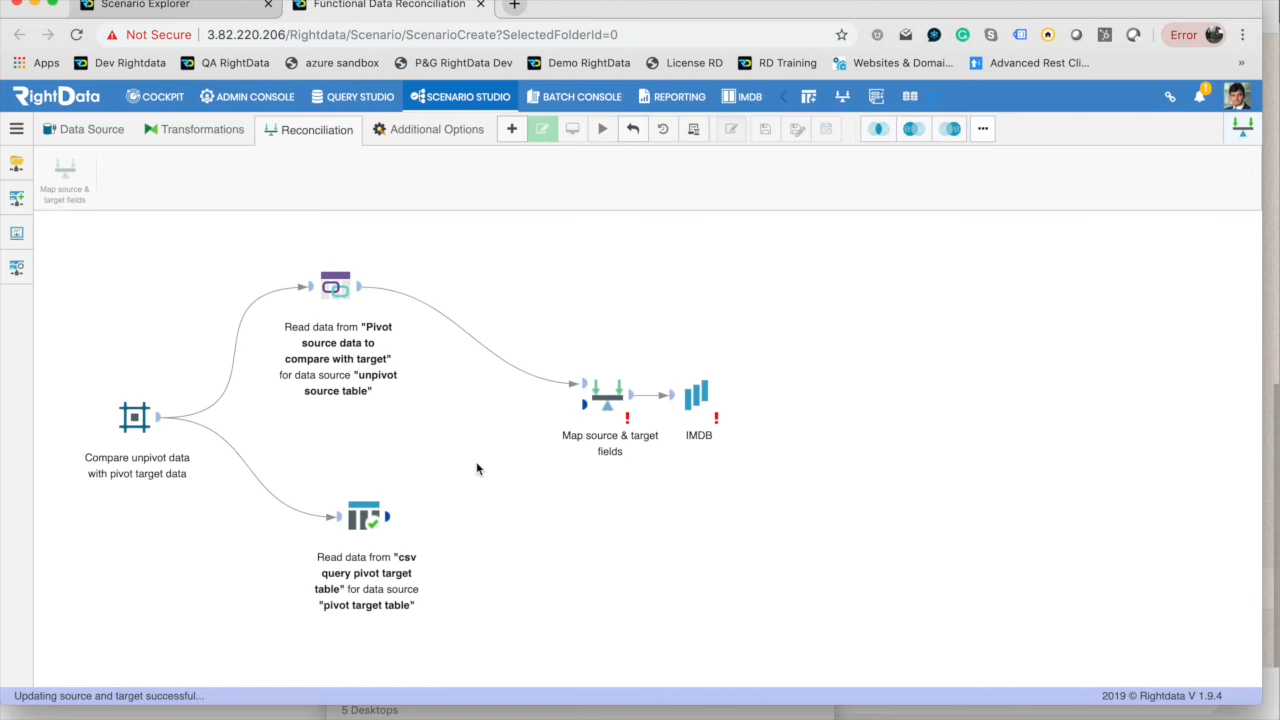 Scenario Explorer
Functional Data Reconciliation
Not Secure
3.82.220.206/Rightdata/Scenario/ScenarioCreate?SelectedFolderId=0
Error
Apps
Dev Rightdata
QA RightData
azure sandbox
P&G RightData Dev
Demo RightData
License RD
RD Training
Websites & Domai...
Advanced Rest Cli...
»
RIGHTDATA
COCKPIT
ADMIN CONSOLE
QUERY STUDIO
SCENARIO STUDIO
BATCH CONSOLE
REPORTING
IMDB
1
Data Source
Transformations
Reconciliation
Additional Options
Map source &
target fields
Read data from "Pivot
source data to
compare with target"
for data source "unpivot
source table"
Compare unpivot data
with pivot target data
Map source & target
fields
IMDB
Read data from "csv
query pivot target
table" for data source
"pivot target table"
Updating source and target successful...
2019 © Rightdata V 1.9.4
5 Desktops